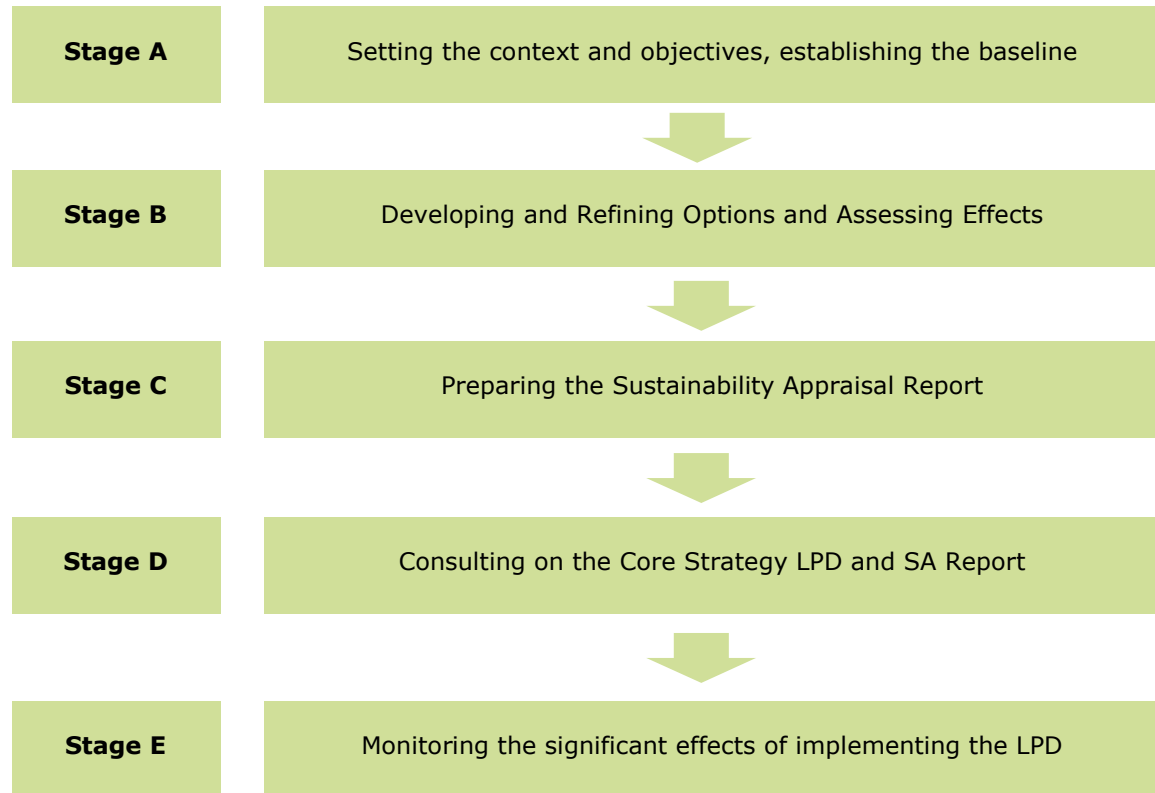 Stage A
Setting the context and objectives, establishing the baseline
Stage B
Developing and Refining Options and Assessing Effects
Stage C
Preparing the Sustainability Appraisal Report
Stage D
Consulting on the Core Strategy LPD and SA Report
Stage E
Monitoring the significant effects of implementing the LPD